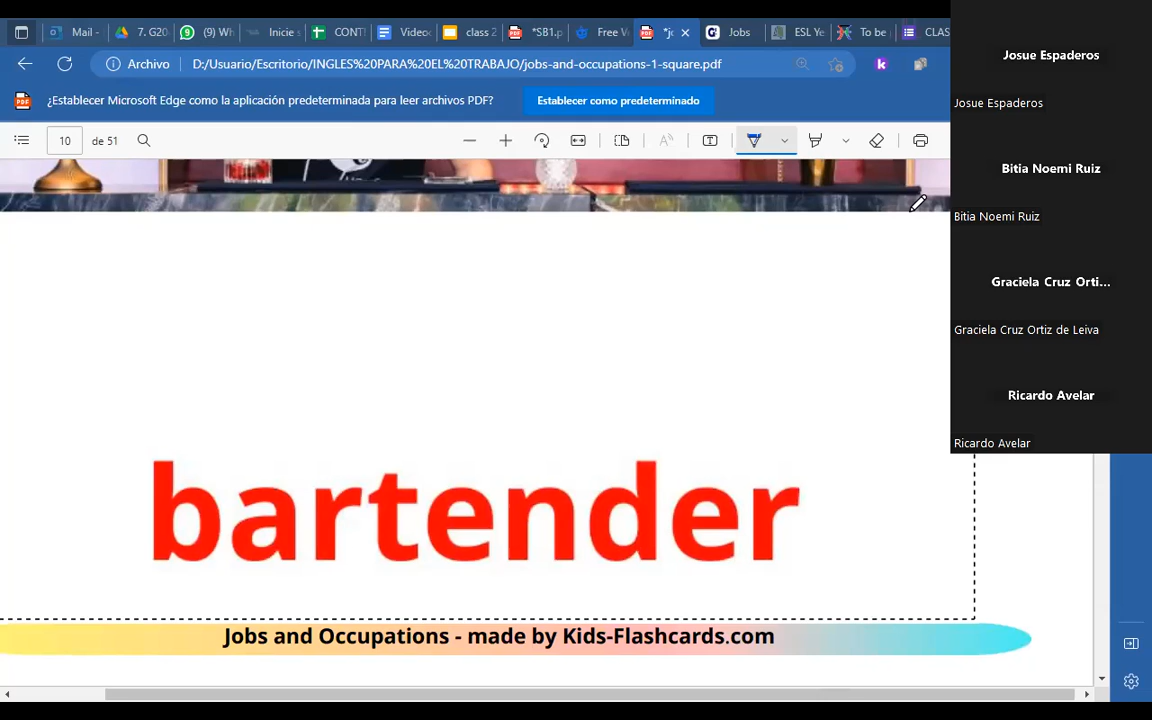 Mail -
7. G20
(9) Wh
Inicie s
CONT
Videoc
class 2
*SB1.p
Free V
*jc
Jobs
ESL Ye
To be
CLAS
Archivo
D:/Usuario/Escritorio/INGLES%20PARA%20EL%20TRABAJO/jobs-and-occupations-1-square.pdf
¿Establecer Microsoft Edge como la aplicación predeterminada para leer archivos PDF?
Establecer como predeterminado
10 de 51
bartender
Jobs and Occupations - made by Kids-Flashcards.com
Josue Espaderos
Josue Espaderos
Bitia Noemi Ruiz
Bitia Noemi Ruiz
Graciela Cruz Orti...
Graciela Cruz Ortiz de Leiva
Ricardo Avelar
Ricardo Avelar